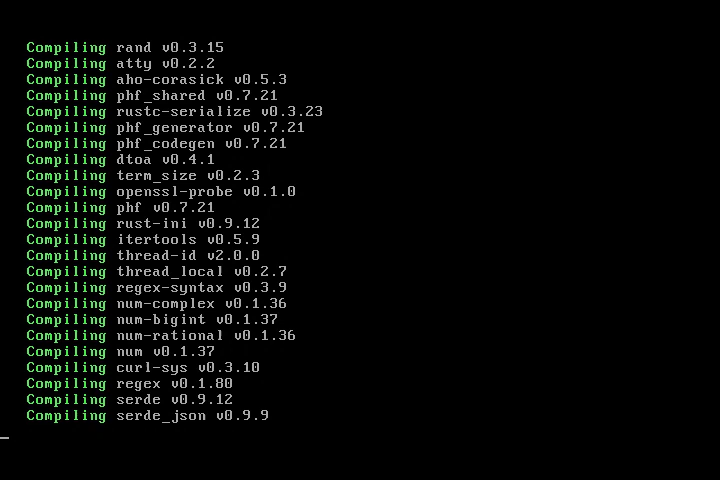 Compiling rand v0.3.15
Compiling atty v0.2.2
Compiling aho-corasick v0.5.3
Compiling phf_shared v0.7.21
Compiling rustc-serialize v0.3.23
Compiling phf_generator v0.7.21
Compiling phf_codegen v0.7.21
Compiling dtoa v0.4.1
Compiling term_size v0.2.3
Compiling openssl-probe v0.1.0
Compiling phf v0.7.21
Compiling rust-ini v0.9.12
Compiling itertools v0.5.9
Compiling thread-id v2.0.0
Compiling thread_local v0.2.7
Compiling regex-syntax v0.3.9
Compiling num-complex v0.1.36
Compiling num-bigint v0.1.37
Compiling num-rational v0.1.36
Compiling num v0.1.37
Compiling curl-sys v0.3.10
Compiling regex v0.1.80
Compiling serde v0.9.12
Compiling serde_json v0.9.9